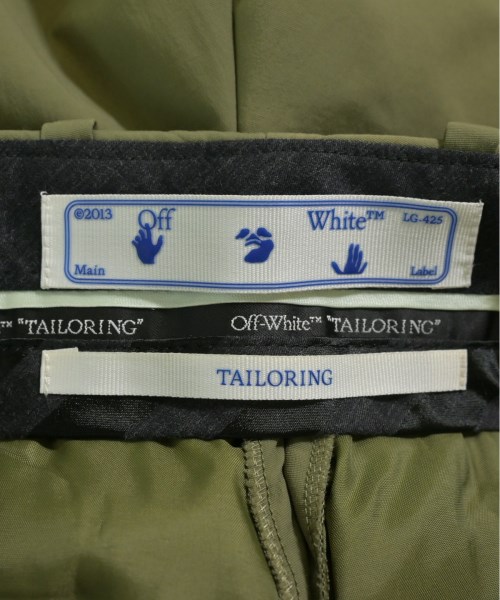 ©2013 Off White™ LG-425
Main Label
™ "TAILORING" Off-White™ "TAILORING"
TAILORING